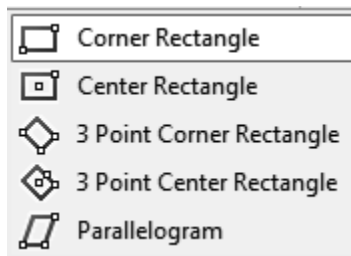 Corner Rectangle
Center Rectangle
3 Point Corner Rectangle
3 Point Center Rectangle
Parallelogram